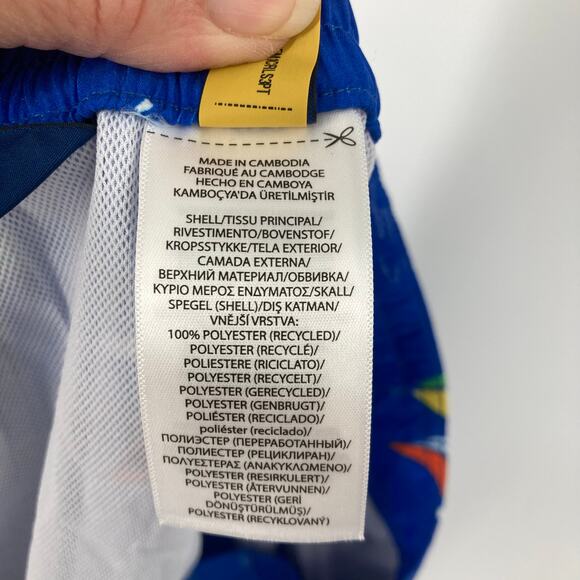 MADE IN CAMBODIA
FABRIQUÉ AU CAMBODGE
HECHO EN CAMBOYA
KAMBOÇYA'DA ÜRETİLMİŞTİR
SHELL/TISSU PRINCIPAL/
RIVESTIMENTO/BOVENSTOF/
KROPSSTYKKE/TELA EXTERIOR/
CAMADA EXTERNA/
ВЕРХНИЙ МАТЕРИАЛ/ОБВИВКА/
ΚΥΡΙΟ ΜΕΡΟΣ ΕΝΔΥΜΑΤΟΣ/SKALL/
SPEGEL (SHELL)/DIŞ KATMAN/
VNĚJŠÍ VRSTVA:
100% POLYESTER (RECYCLED)/
POLYESTER (RECYCLÉ)/
POLIESTERE (RICICLATO)/
POLYESTER (RECYCELT)/
POLYESTER (GERECYCLED)/
POLYESTER (GENBRUGT)/
POLIÉSTER (RECICLADO)/
poliéster (reciclado)/
ПОЛИЭСТЕР (ПЕРЕРАБОТАННЫЙ)/
ПОЛИЕСТЕР (РЕЦИКЛИРАН)/
ΠΟΛΥΕΣΤΕΡΑΣ (ΑΝΑΚΥΚΛΩΜΕΝΟ)/
POLYESTER (RESIRKULERT)/
POLYESTER (ÅTERVUNNEN)/
POLYESTER (GERİ
DÖNÜŞTÜRÜLMÜŞ)/
POLYESTER (RECYKLOVANÝ)